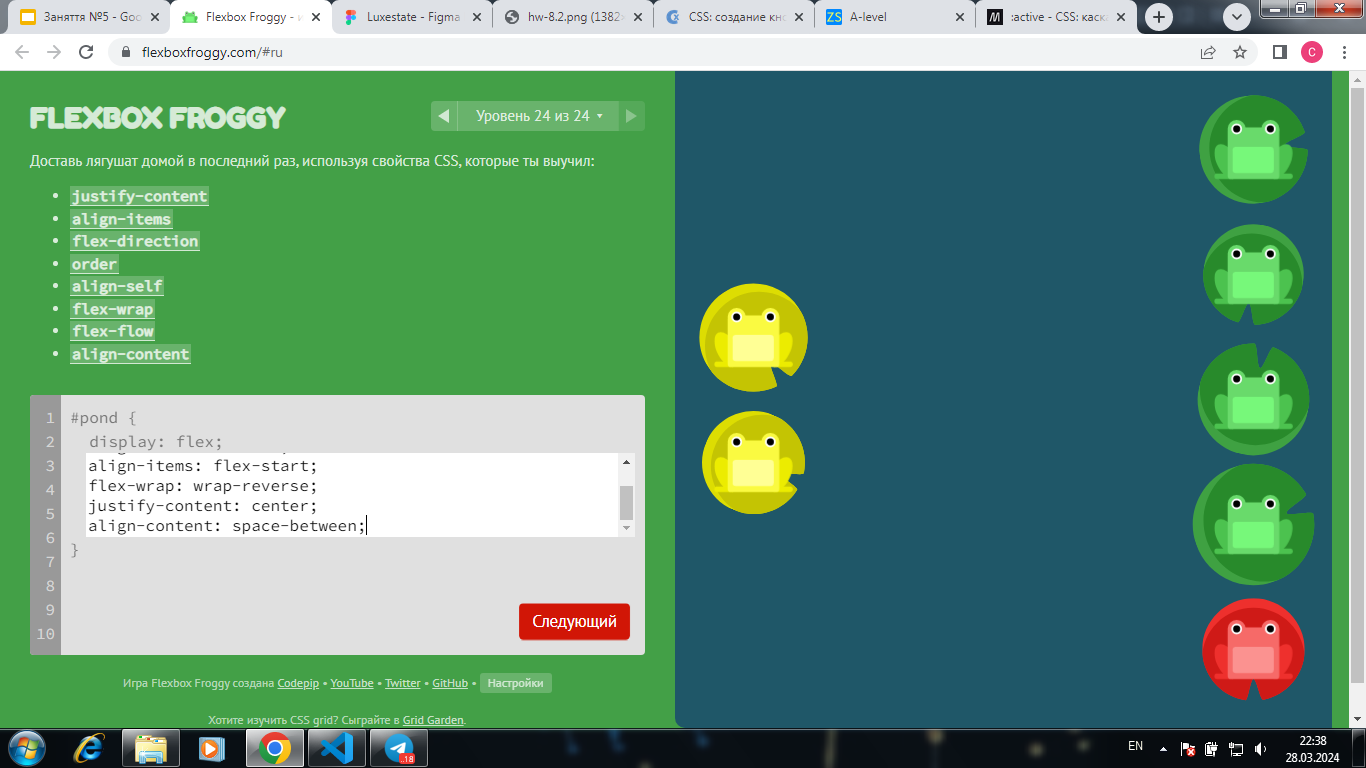 Заняття №5 - Goo
Flexbox Froggy - и
Luxestate - Figma
hw-8.2.png (1382
CSS: создание кно
ZS A-level
M :active - CSS: каска
flexboxfroggy.com/#ru
C
FLEXBOX FROGGY
Уровень 24 из 24
Доставь лягушат домой в последний раз, используя свойства CSS, которые ты выучил:
• justify-content
• align-items
• flex-direction
• order
• align-self
• flex-wrap
• flex-flow
• align-content
1 #pond {
2 display: flex;
3 align-items: flex-start;
4 flex-wrap: wrap-reverse;
5 justify-content: center;
6 align-content: space-between;
7 }
8
9
10
Следующий
Игра Flexbox Froggy создана Codepip • YouTube • Twitter • GitHub • Настройки
Хотите изучить CSS grid? Сыграйте в Grid Garden.
18
EN
22:38
28.03.2024